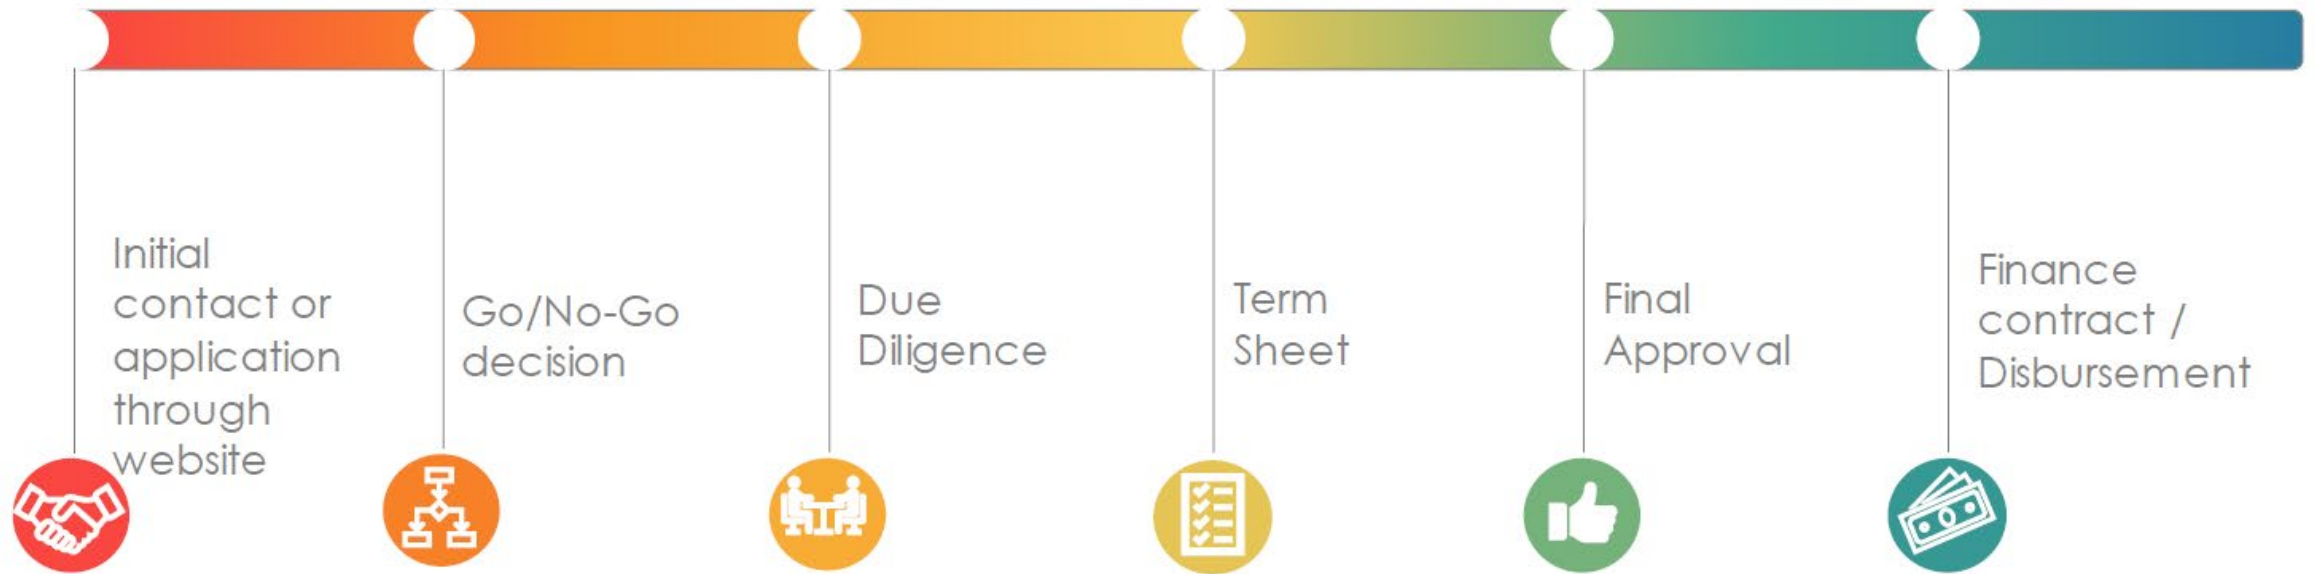 Initial
contact or
application
through
website
Go/No-Go
decision
Due
Diligence
Term
Sheet
Final
Approval
Finance
contract /
Disbursement